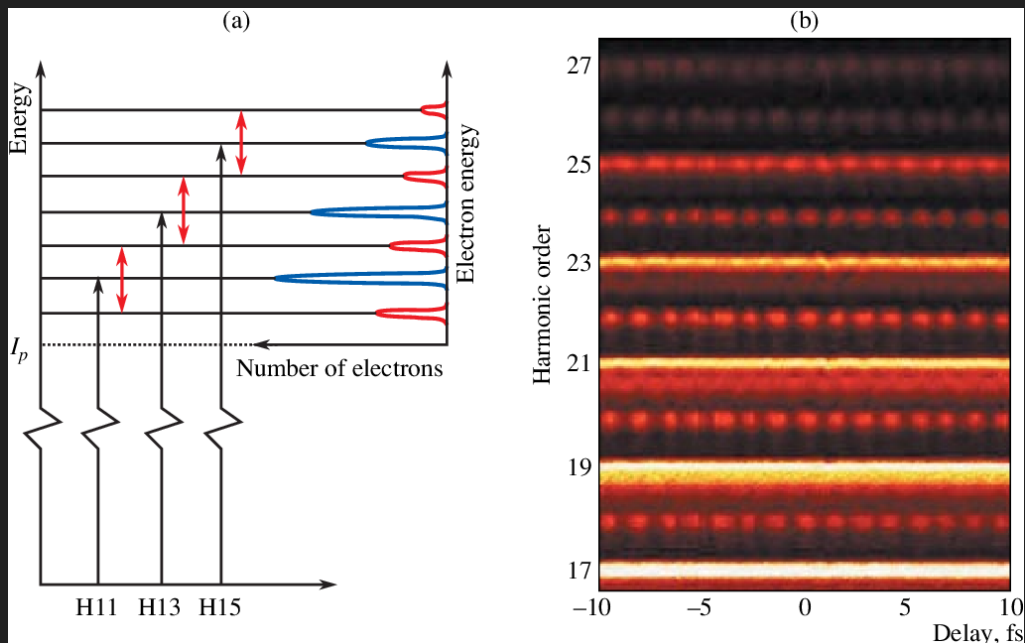 (a)
Energy
Electron energy
I_p
Number of electrons
H11 H13 H15
(b)
Harmonic order
27
25
23
21
19
17
–10 –5 0 5 10
Delay, fs